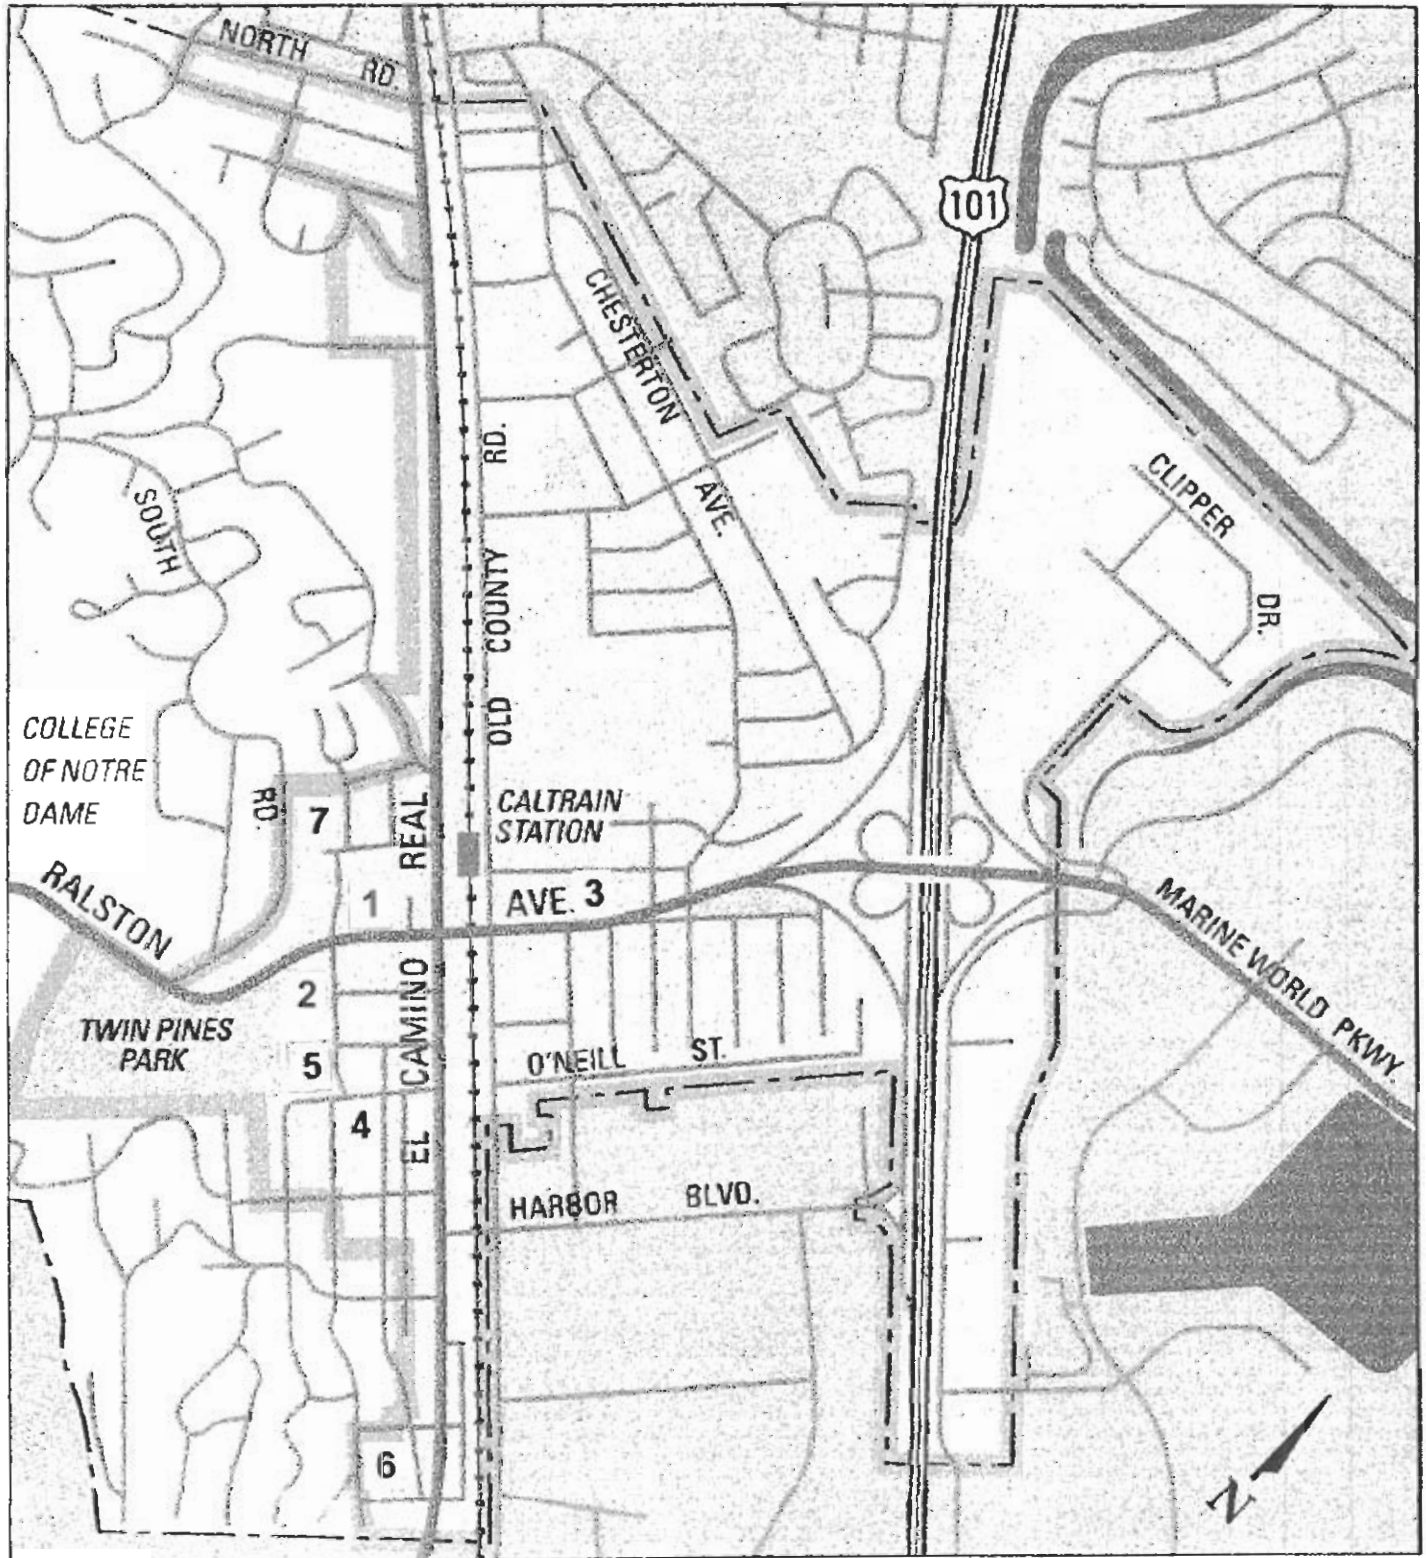 NORTH RD.
101
CHESTERTON AVE.
OLD COUNTY RD.
CLIPPER DR.
SOUTH RD.
COLLEGE
OF NOTRE
DAME
CALTRAIN
STATION
7
EL CAMINO REAL
1
RALSTON AVE.
3
MARINE WORLD PKWY.
2
TWIN PINES
PARK
5
O'NEILL ST.
4
HARBOR BLVD.
6
N